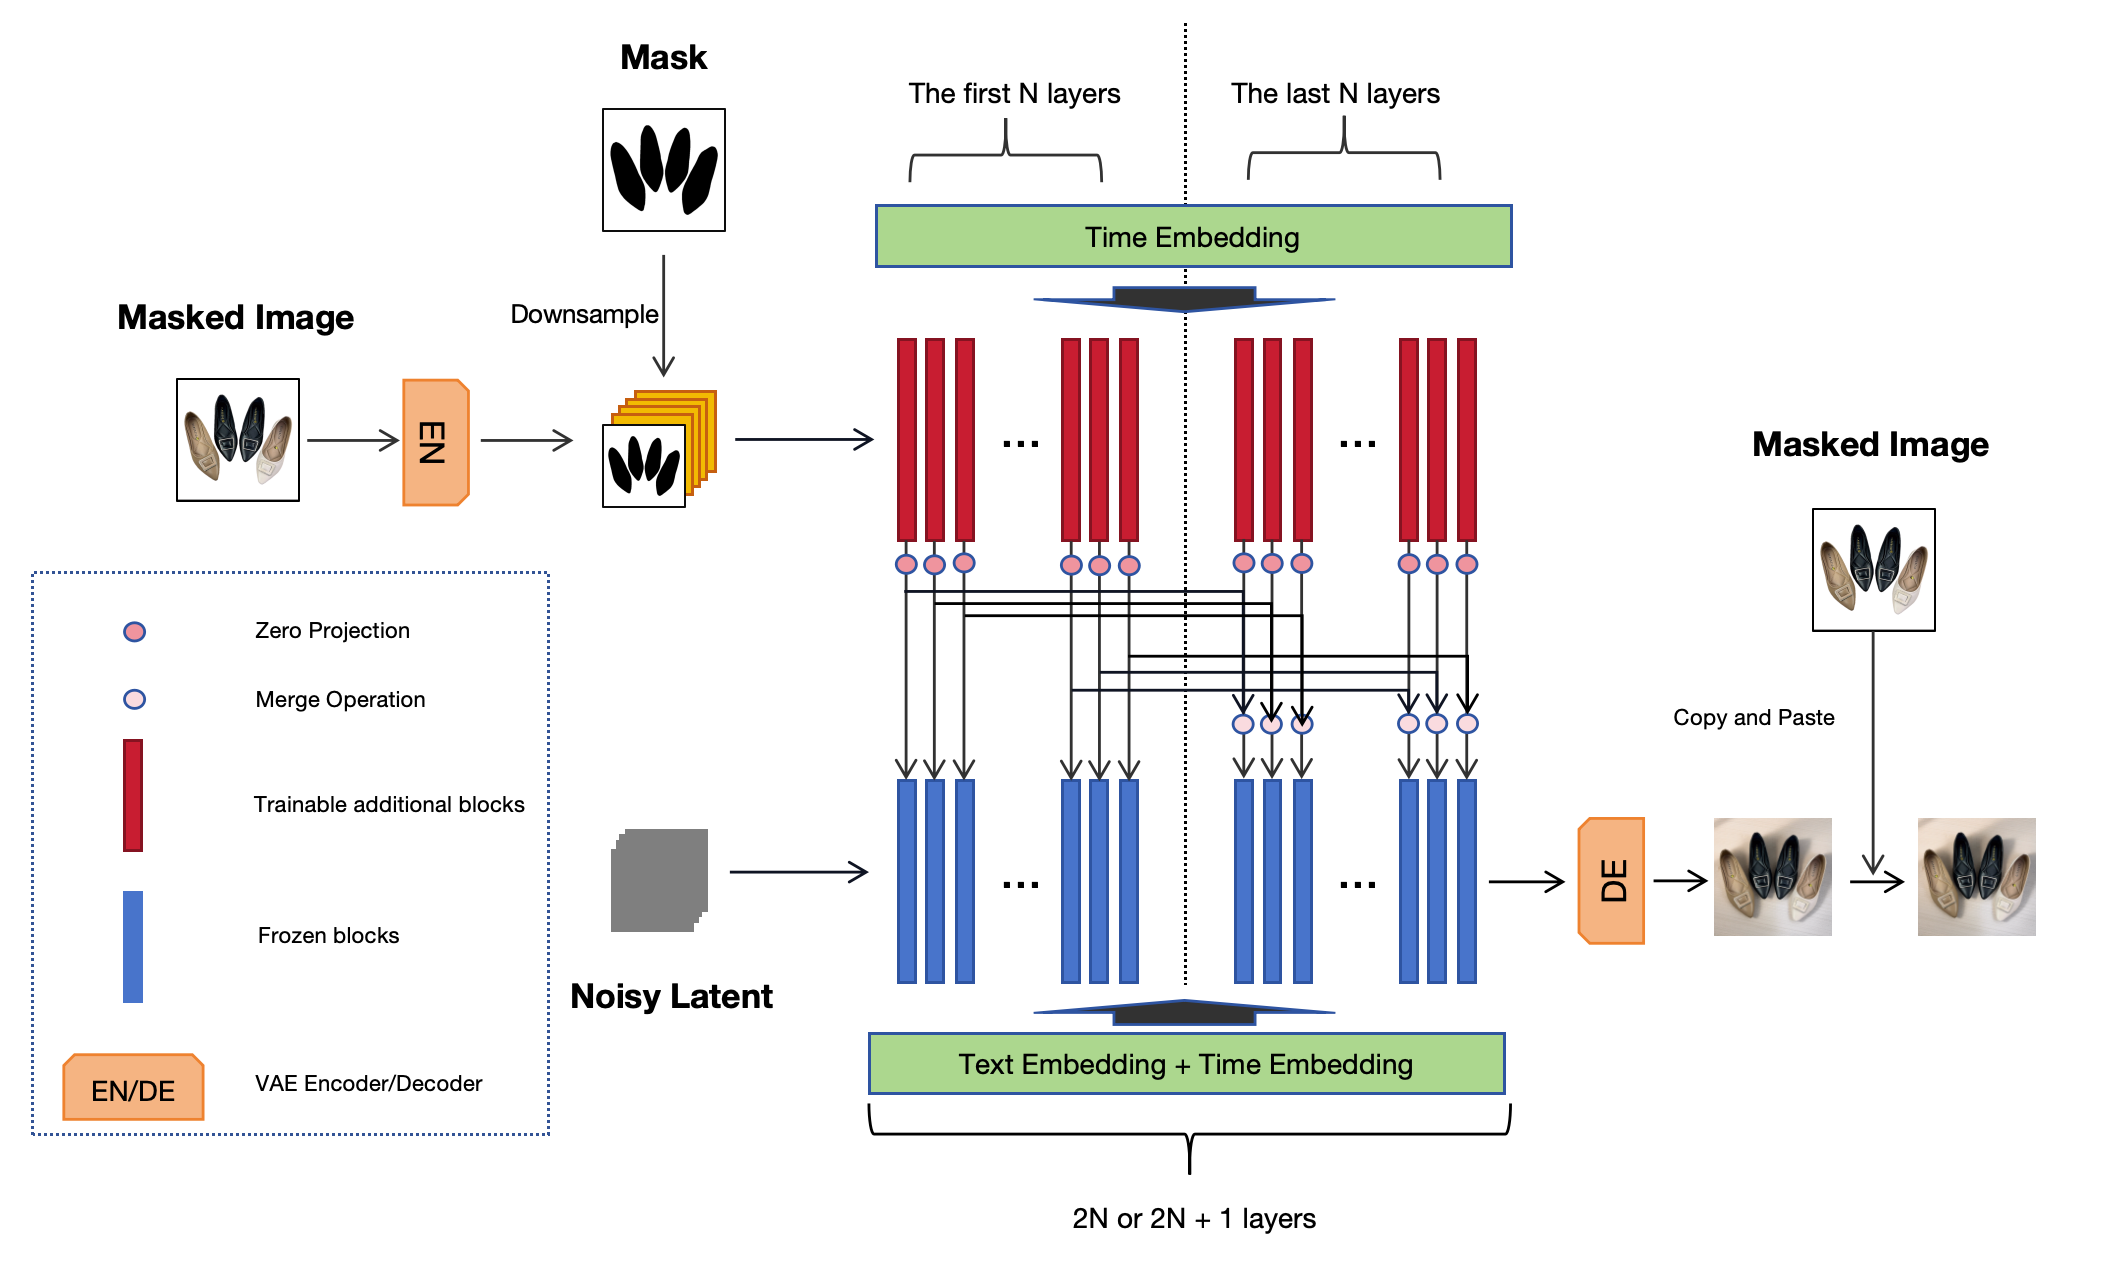 Mask
The first N layers
The last N layers
Time Embedding
Masked Image
Downsample
EN
...
...
Masked Image
Zero Projection
Merge Operation
Copy and Paste
Trainable additional blocks
Frozen blocks
...
...
DE
Noisy Latent
Text Embedding + Time Embedding
EN/DE
VAE Encoder/Decoder
2N or 2N + 1 layers